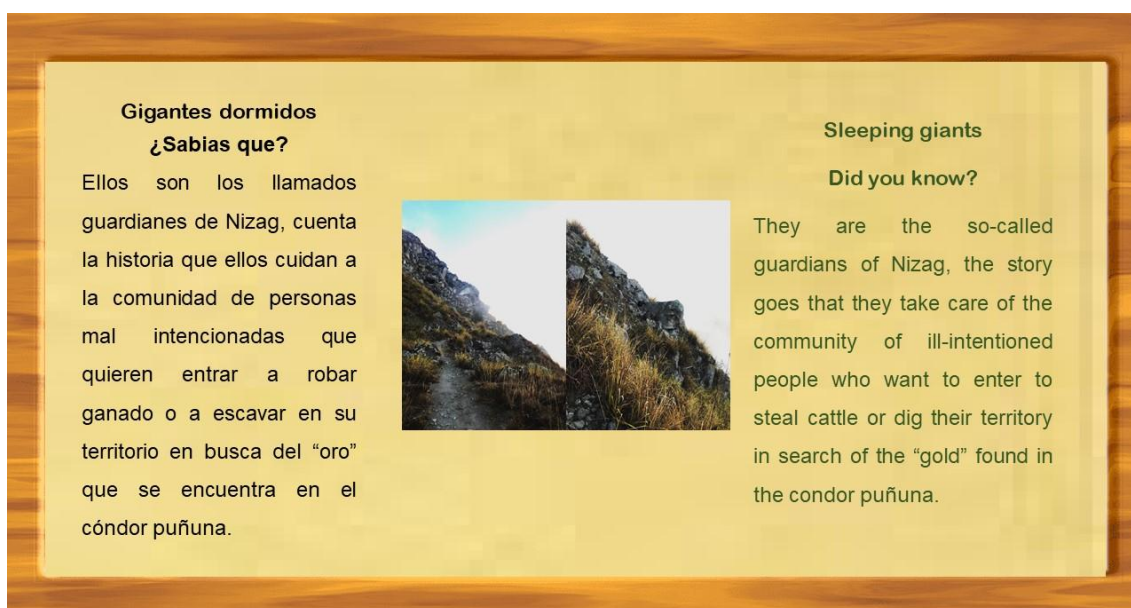 Gigantes dormidos
¿Sabias que?
Ellos son los llamados
guardianes de Nizag, cuenta
la historia que ellos cuidan a
la comunidad de personas
mal intencionadas que
quieren entrar a robar
ganado o a escavar en su
territorio en busca del “oro”
que se encuentra en el
cóndor puñuna.
Sleeping giants
Did you know?
They are the so-called
guardians of Nizag, the story
goes that they take care of the
community of ill-intentioned
people who want to enter to
steal cattle or dig their territory
in search of the “gold” found in
the condor puñuna.